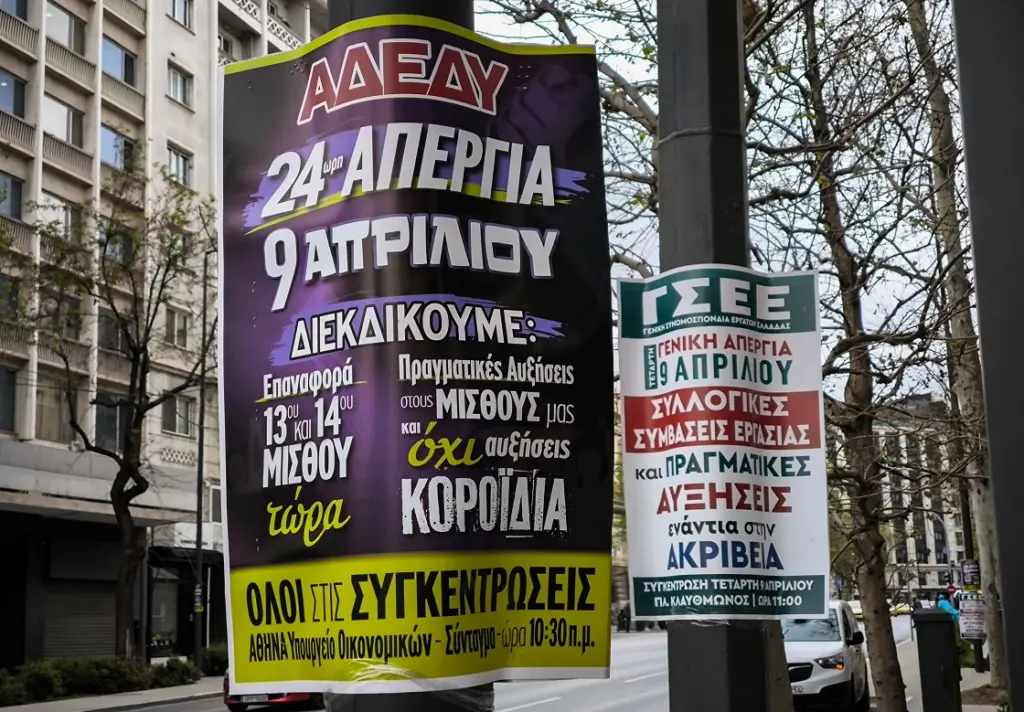 ΑΔΕΔΥ
24ωρη ΑΠΕΡΓΙΑ
9 ΑΠΡΙΛΙΟΥ
ΔΙΕΚΔΙΚΟΥΜΕ:
Επαναφορά
13ου και 14ου
ΜΙΣΘΟΥ
τώρα
Πραγματικές Αυξήσεις
στους ΜΙΣΘΟΥΣ μας
και όχι αυξήσεις
ΚΟΡΟΪΔΙΑ
ΟΛΟΙ ΣΤΙΣ ΣΥΓΚΕΝΤΡΩΣΕΙΣ
ΑΘΗΝΑ Υπουργείο Οικονομικών - Σύνταγμα - ώρα 10:30 π.μ.
ΓΣΕΕ
ΓΕΝΙΚΗ ΣΥΝΟΜΟΣΠΟΝΔΙΑ ΕΡΓΑΤΩΝ ΕΛΛΑΔΑΣ
ΓΕΝΙΚΗ ΑΠΕΡΓΙΑ
ΤΕΤΑΡΤΗ 9 ΑΠΡΙΛΙΟΥ
ΣΥΛΛΟΓΙΚΕΣ
ΣΥΜΒΑΣΕΙΣ ΕΡΓΑΣΙΑΣ
και ΠΡΑΓΜΑΤΙΚΕΣ
ΑΥΞΗΣΕΙΣ
ενάντια στην
ΑΚΡΙΒΕΙΑ
ΣΥΓΚΕΝΤΡΩΣΗ ΤΕΤΑΡΤΗ 9 ΑΠΡΙΛΙΟΥ
ΠΛ. ΚΛΑΥΘΜΩΝΟΣ | ΩΡΑ 11:00